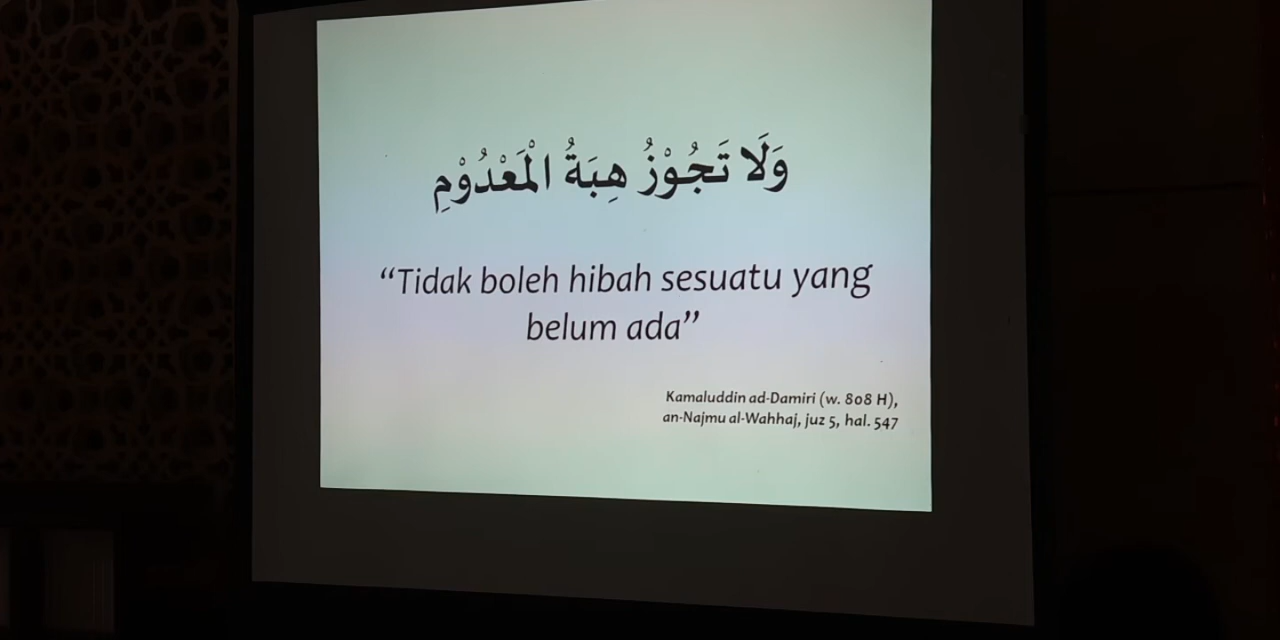 وَلَا تَجُوْزُ هِبَةُ الْمَعْدُوْمِ
“Tidak boleh hibah sesuatu yang
belum ada”
Kamaluddin ad-Damiri (w. 808 H),
an-Najmu al-Wahhaj, juz 5, hal. 547